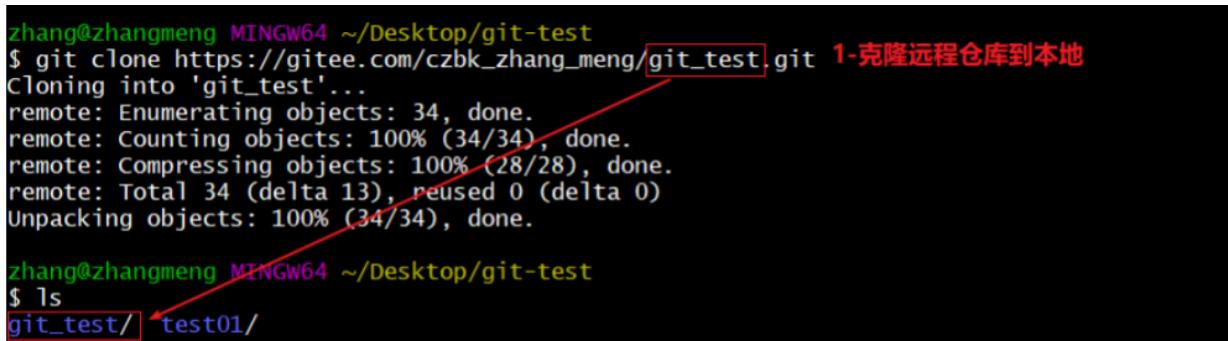 zhang@zhangmeng MINGW64 ~/Desktop/git-test
$ git clone https://gitee.com/czbk_zhang_meng/git_test.git 1-克隆远程仓库到本地
Cloning into 'git_test'...
remote: Enumerating objects: 34, done.
remote: Counting objects: 100% (34/34), done.
remote: Compressing objects: 100% (28/28), done.
remote: Total 34 (delta 13), reused 0 (delta 0)
Unpacking objects: 100% (34/34), done.
zhang@zhangmeng MINGW64 ~/Desktop/git-test
$ ls
git_test/ test01/